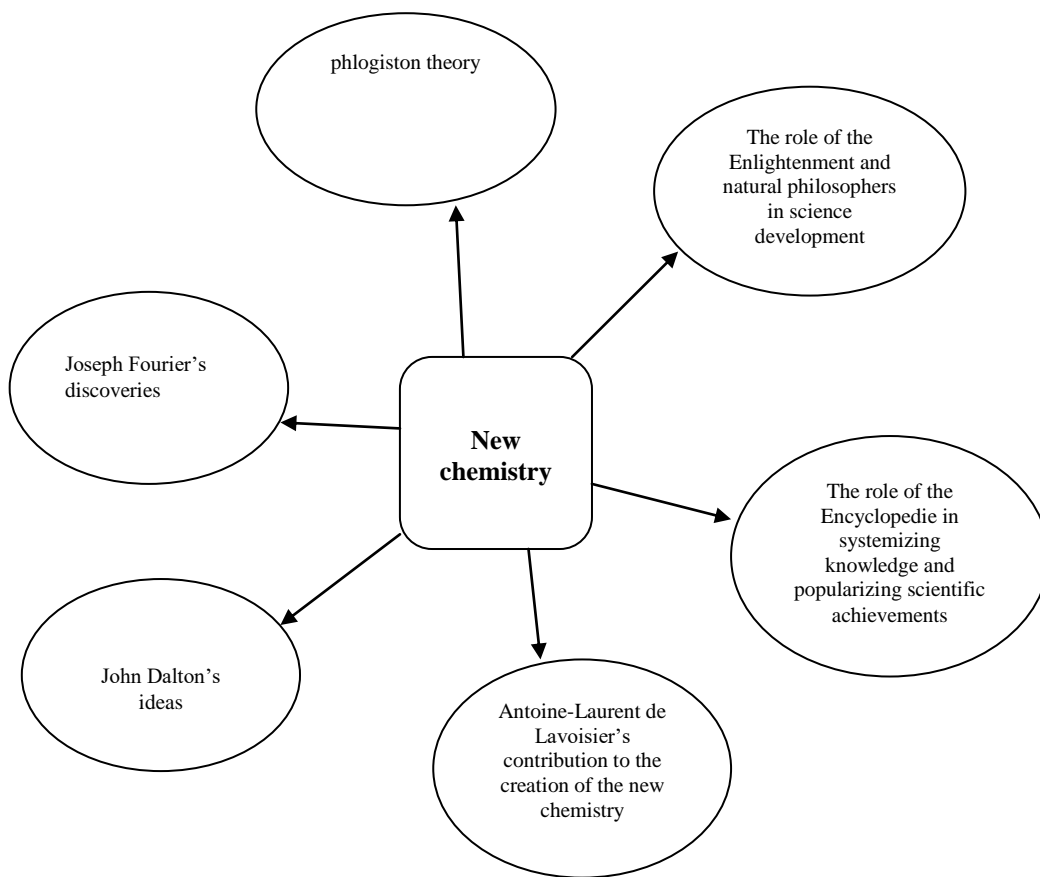 phlogiston theory
The role of the
Enlightenment and
natural philosophers
in science
development
Joseph Fourier’s
discoveries
New
chemistry
The role of the
Encyclopedie in
systemizing
knowledge and
popularizing scientific
achievements
John Dalton’s
ideas
Antoine-Laurent de
Lavoisier’s
contribution to the
creation of the new
chemistry